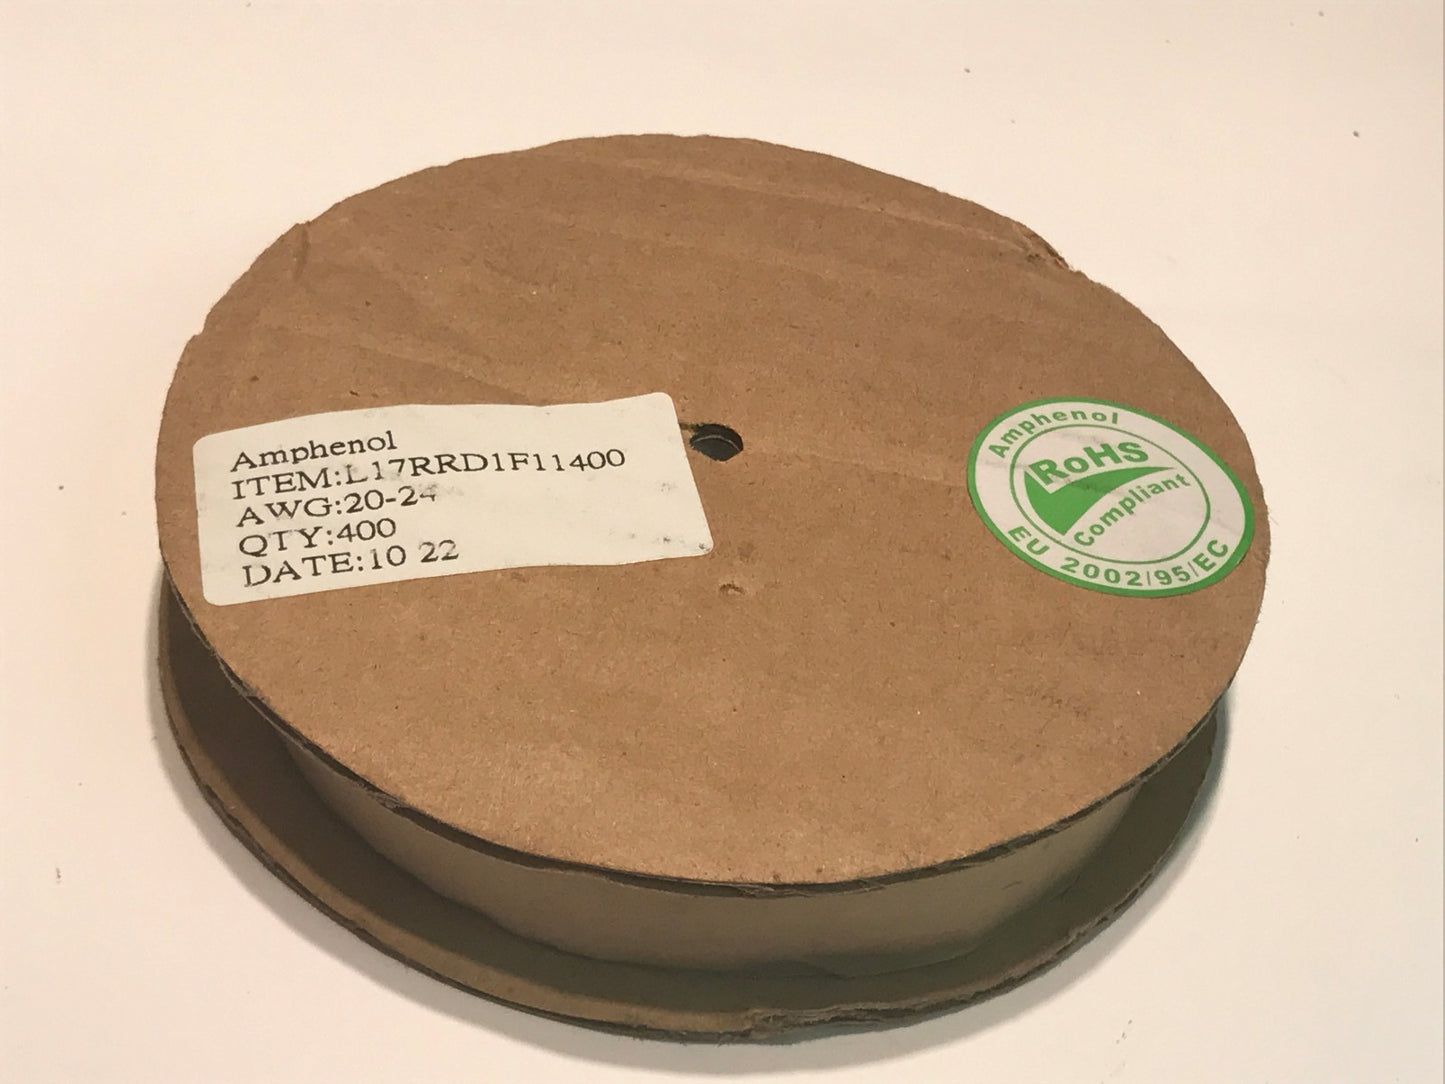 Amphenol
ITEM:L17RRD1F11400
AWG:20-24
QTY:400
DATE:10 22
Amphenol
RoHS
Compliant
EU 2002/95/EC